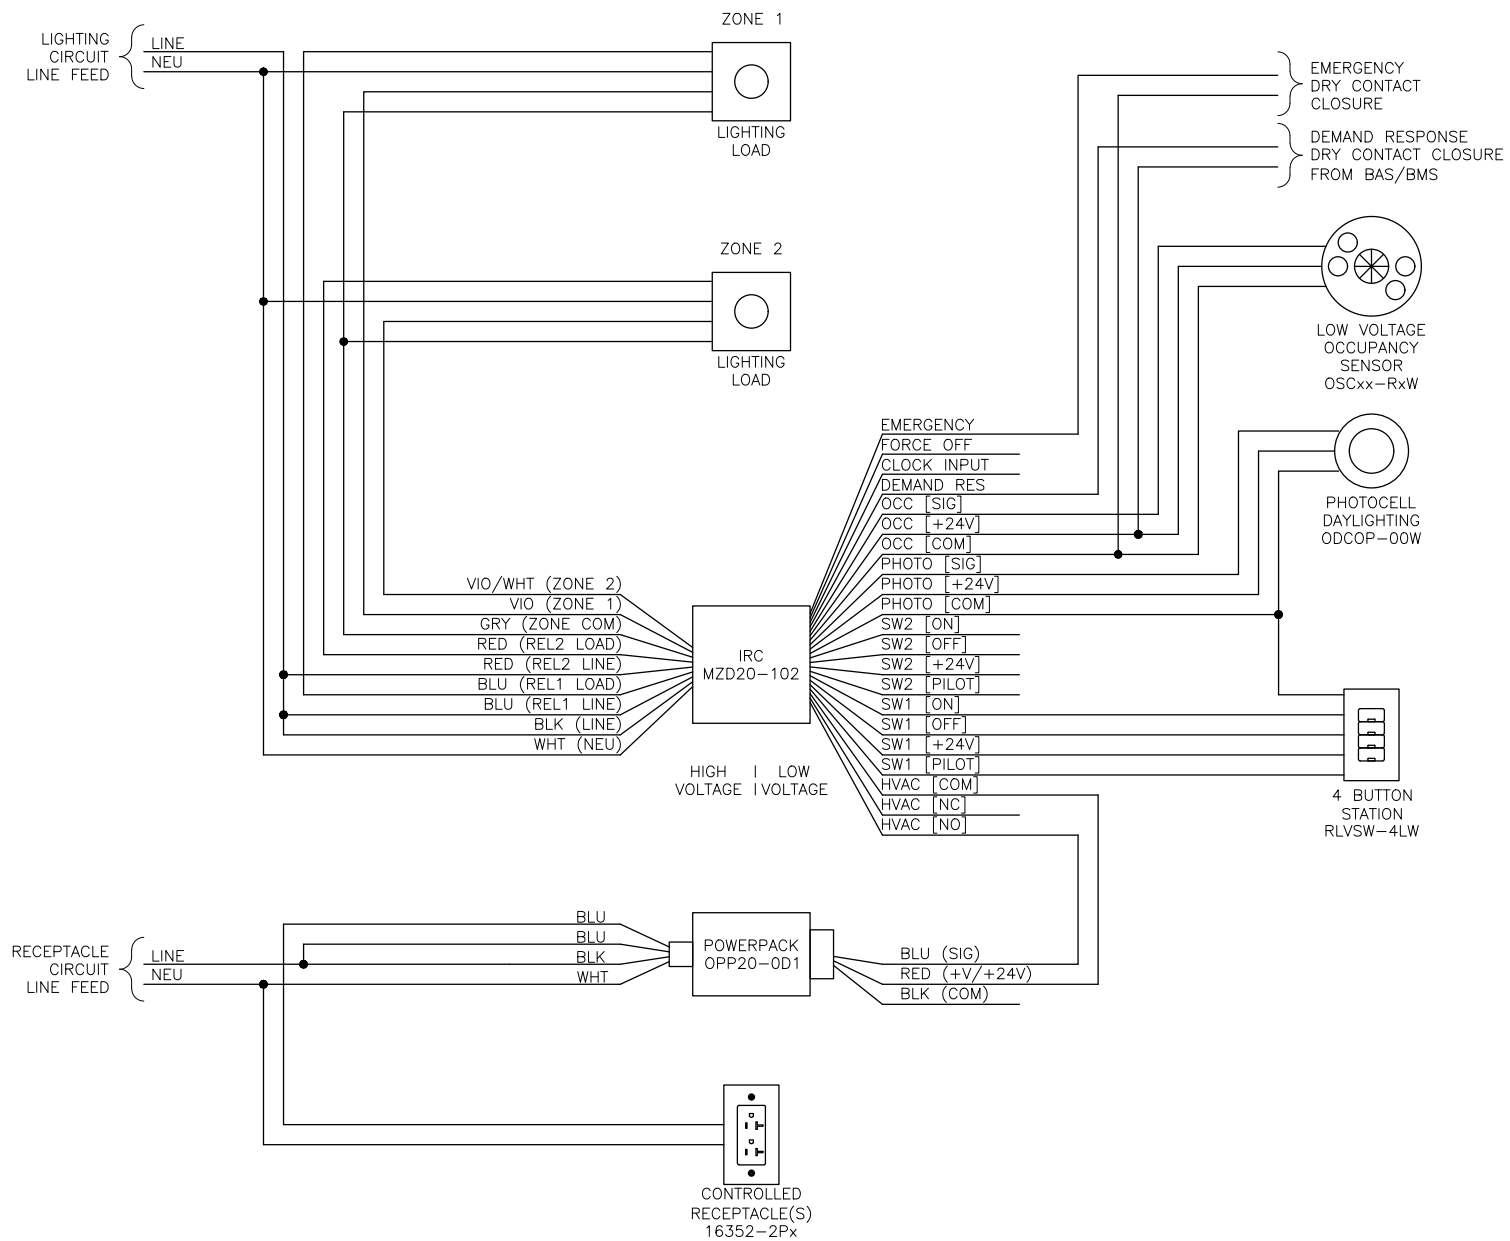 ZONE 1
LIGHTING
CIRCUIT
LINE FEED
LINE
NEU
LIGHTING
LOAD
EMERGENCY
DRY CONTACT
CLOSURE
DEMAND RESPONSE
DRY CONTACT CLOSURE
FROM BAS/BMS
ZONE 2
LIGHTING
LOAD
LOW VOLTAGE
OCCUPANCY
SENSOR
OSCxx-RxW
PHOTOCELL
DAYLIGHTING
ODCOP-00W
EMERGENCY
FORCE OFF
CLOCK INPUT
DEMAND RES
OCC [SIG]
OCC [+24V]
OCC [COM]
PHOTO [SIG]
PHOTO [+24V]
PHOTO [COM]
SW2 [ON]
SW2 [OFF]
SW2 [+24V]
SW2 [PILOT]
SW1 [ON]
SW1 [OFF]
SW1 [+24V]
SW1 [PILOT]
HVAC [COM]
HVAC [NC]
HVAC [NO]
VIO/WHT (ZONE 2)
VIO (ZONE 1)
GRY (ZONE COM)
RED (REL2 LOAD)
RED (REL2 LINE)
BLU (REL1 LOAD)
BLU (REL1 LINE)
BLK (LINE)
WHT (NEU)
IRC
MZD20-102
HIGH | LOW
VOLTAGE | VOLTAGE
4 BUTTON
STATION
RLVSW-4LW
RECEPTACLE
CIRCUIT
LINE FEED
LINE
NEU
BLU
BLU
BLK
WHT
POWERPACK
OPP20-0D1
BLU (SIG)
RED (+V/+24V)
BLK (COM)
CONTROLLED
RECEPTACLE(S)
16352-2Px